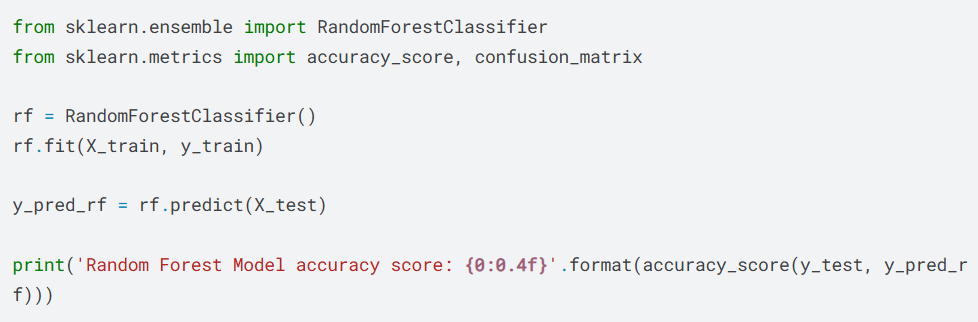 from sklearn.ensemble import RandomForestClassifier
from sklearn.metrics import accuracy_score, confusion_matrix
rf = RandomForestClassifier()
rf.fit(X_train, y_train)
y_pred_rf = rf.predict(X_test)
print('Random Forest Model accuracy score: {0:0.4f}'.format(accuracy_score(y_test, y_pred_r
f)))